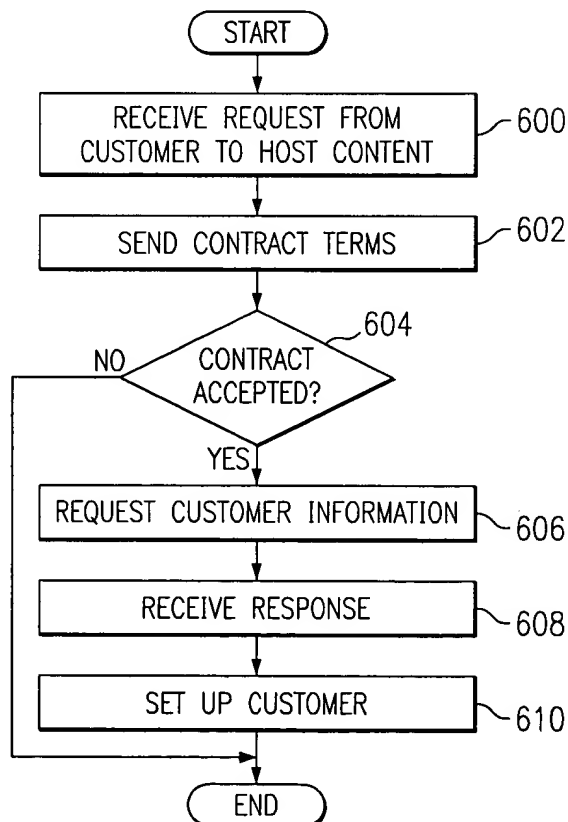 START
RECEIVE REQUEST FROM
CUSTOMER TO HOST CONTENT
600
SEND CONTRACT TERMS
602
604
NO
CONTRACT
ACCEPTED?
YES
REQUEST CUSTOMER INFORMATION
606
RECEIVE RESPONSE
608
SET UP CUSTOMER
610
END